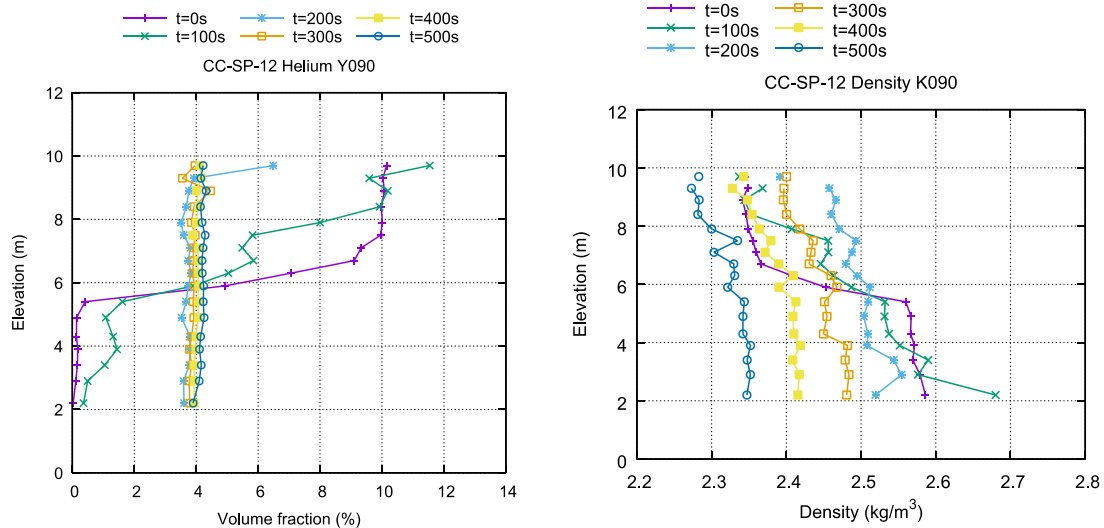 t=0s t=200s t=400s
t=100s t=300s t=500s
CC-SP-12 Helium Y090
12
10
8
6
4
2
0
Elevation (m)
0 2 4 6 8 10 12 14
Volume fraction (%)
t=0s t=300s
t=100s t=400s
t=200s t=500s
CC-SP-12 Density K090
12
10
8
6
4
2
0
Elevation (m)
2.2 2.3 2.4 2.5 2.6 2.7 2.8
Density (kg/m³)